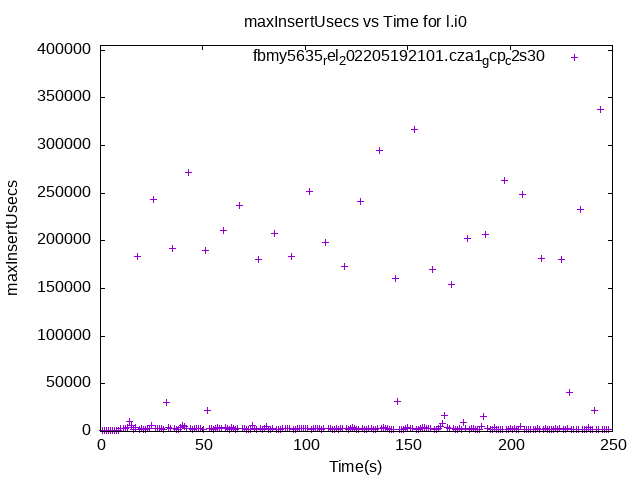 maxInsertUsecs vs Time for l.i0
fbmy5635_rel_202205192101.cza1_gcp_c2s30
maxInsertUsecs
400000
350000
300000
250000
200000
150000
100000
50000
0
0 50 100 150 200 250
Time(s)